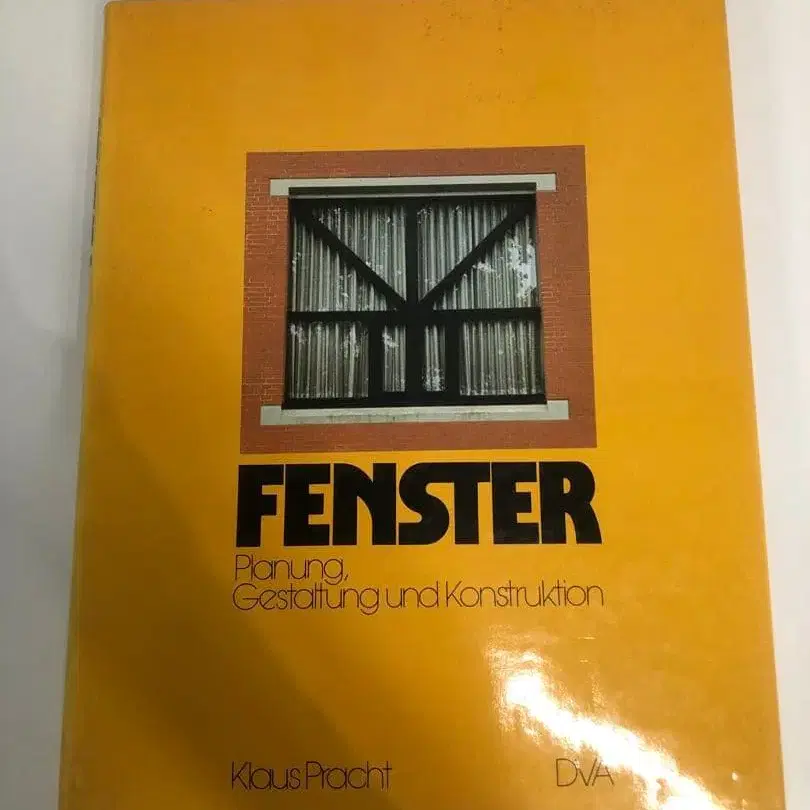 FENSTER
Planung,
Gestaltung und Konstruktion
Klaus Pracht
DVA